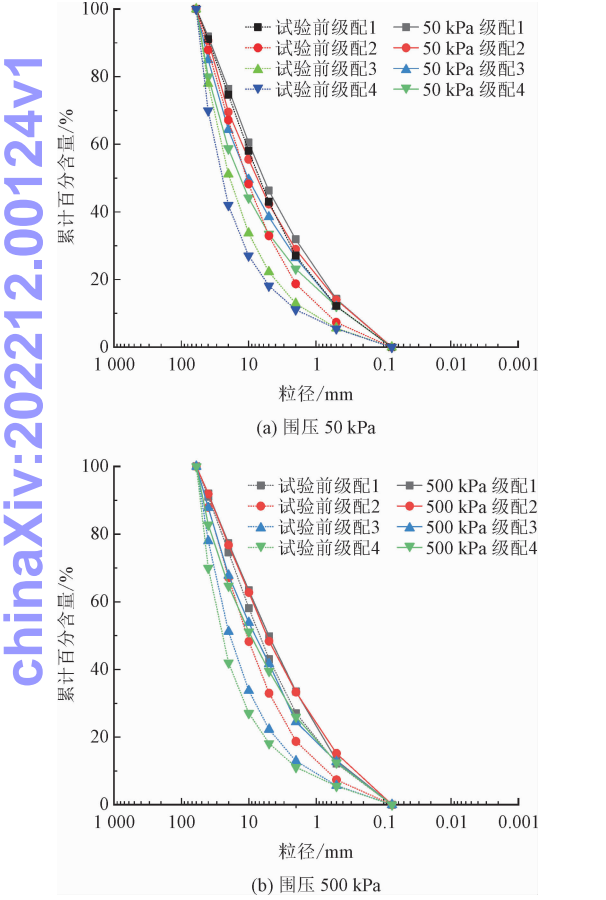 chinaXiv:202212.00124v1
100
80
60
40
20
0
累计百分含量/%
试验前级配1 50 kPa 级配1
试验前级配2 50 kPa 级配2
试验前级配3 50 kPa 级配3
试验前级配4 50 kPa 级配4
1 000 100 10 1 0.1 0.01 0.001
粒径/mm
(a) 围压 50 kPa
100
80
60
40
20
0
累计百分含量/%
试验前级配1 500 kPa 级配1
试验前级配2 500 kPa 级配2
试验前级配3 500 kPa 级配3
试验前级配4 500 kPa 级配4
1 000 100 10 1 0.1 0.01 0.001
粒径/mm
(b) 围压 500 kPa